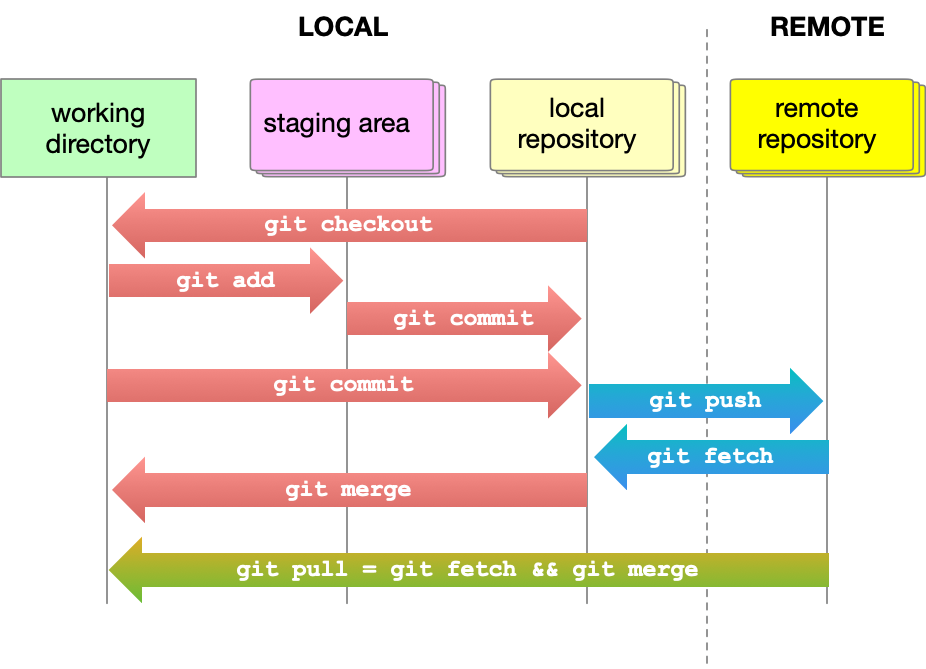 LOCAL
REMOTE
working
directory
staging area
local
repository
remote
repository
git checkout
git add
git commit
git commit
git push
git fetch
git merge
git pull = git fetch && git merge